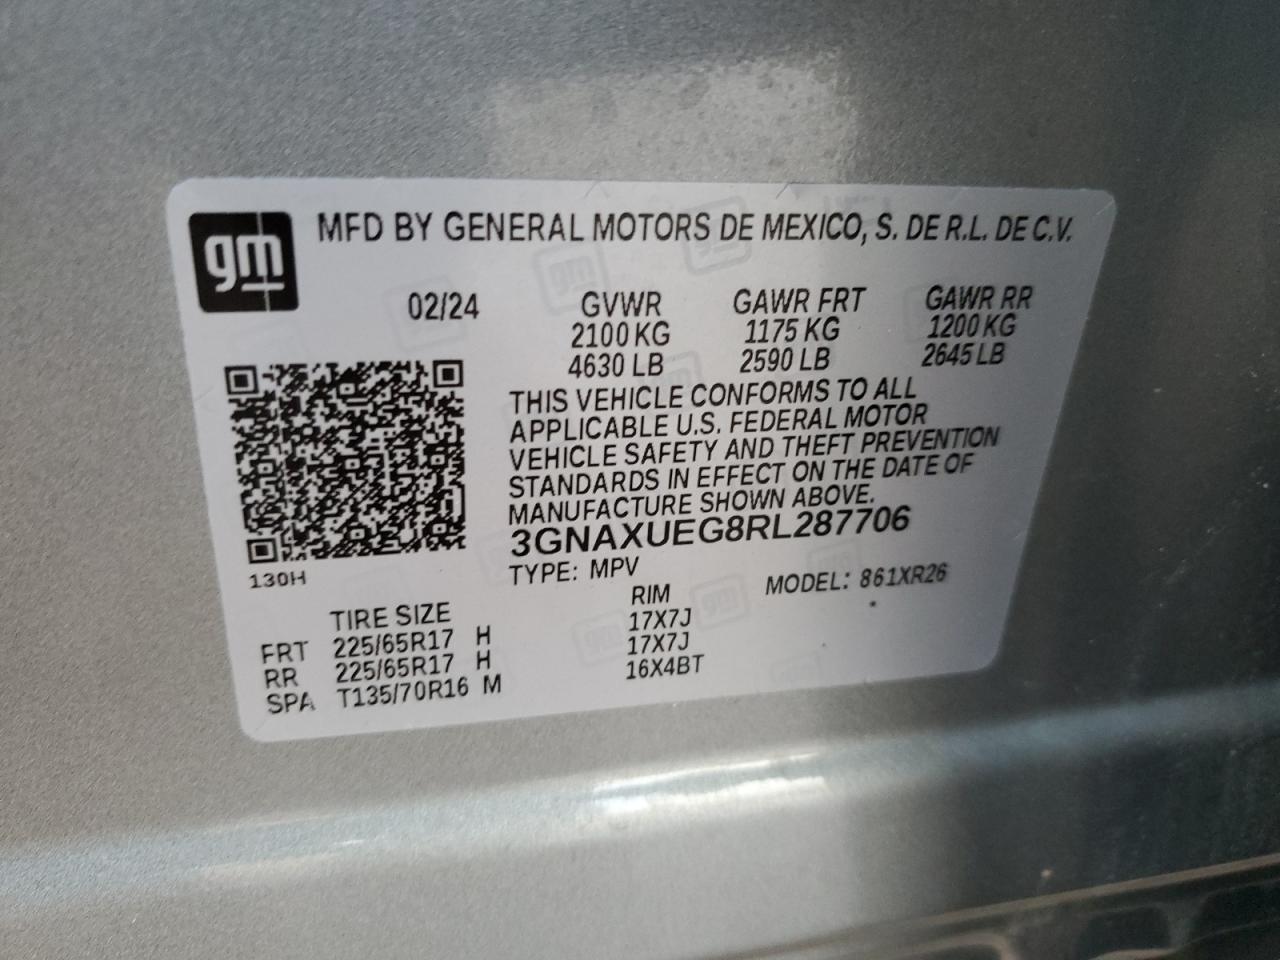 gm
MFD BY GENERAL MOTORS DE MEXICO, S. DE R.L. DE C.V.
02/24 GVWR GAWR FRT GAWR RR
2100 KG 1175 KG 1200 KG
4630 LB 2590 LB 2645 LB
THIS VEHICLE CONFORMS TO ALL
APPLICABLE U.S. FEDERAL MOTOR
VEHICLE SAFETY AND THEFT PREVENTION
STANDARDS IN EFFECT ON THE DATE OF
MANUFACTURE SHOWN ABOVE.
3GNAXUEG8RL287706
130H
TYPE: MPV MODEL: 861XR26
TIRE SIZE RIM
FRT 225/65R17 H 17X7J
RR 225/65R17 H 17X7J
SPA T135/70R16 M 16X4BT